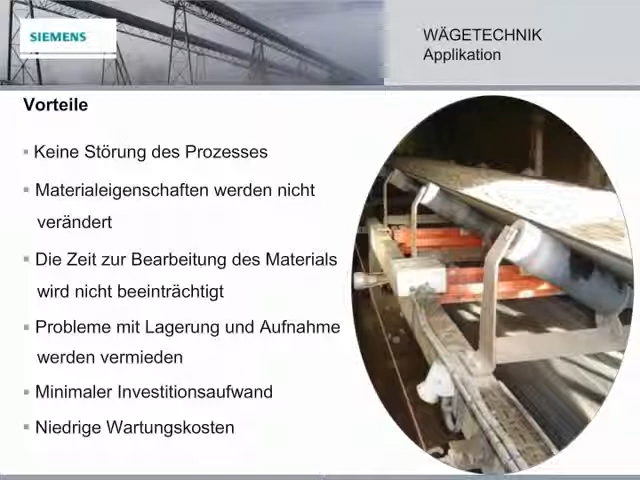 SIEMENS
WÄGETECHNIK
Applikation
Vorteile
▪ Keine Störung des Prozesses
▪ Materialeigenschaften werden nicht
verändert
▪ Die Zeit zur Bearbeitung des Materials
wird nicht beeinträchtigt
▪ Probleme mit Lagerung und Aufnahme
werden vermieden
▪ Minimaler Investitionsaufwand
▪ Niedrige Wartungskosten